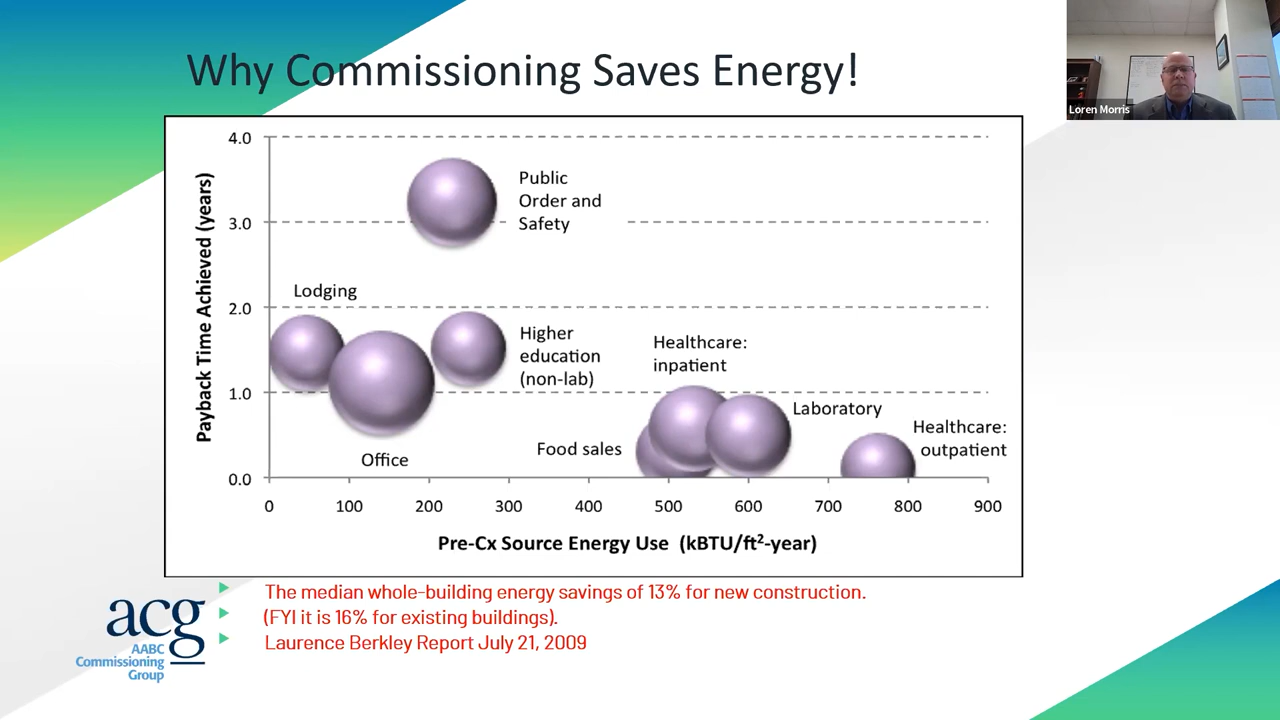 Why Commissioning Saves Energy!
Loren Morris
Payback Time Achieved (years)
4.0
3.0
2.0
1.0
0.0
Public
Order and
Safety
Lodging
Higher
education
(non-lab)
Healthcare:
inpatient
Laboratory
Healthcare:
outpatient
Food sales
Office
0 100 200 300 400 500 600 700 800 900
Pre-Cx Source Energy Use (kBTU/ft²-year)
The median whole-building energy savings of 13% for new construction.
(FYI it is 16% for existing buildings).
Laurence Berkley Report July 21, 2009
acg
AABC
Commissioning
Group